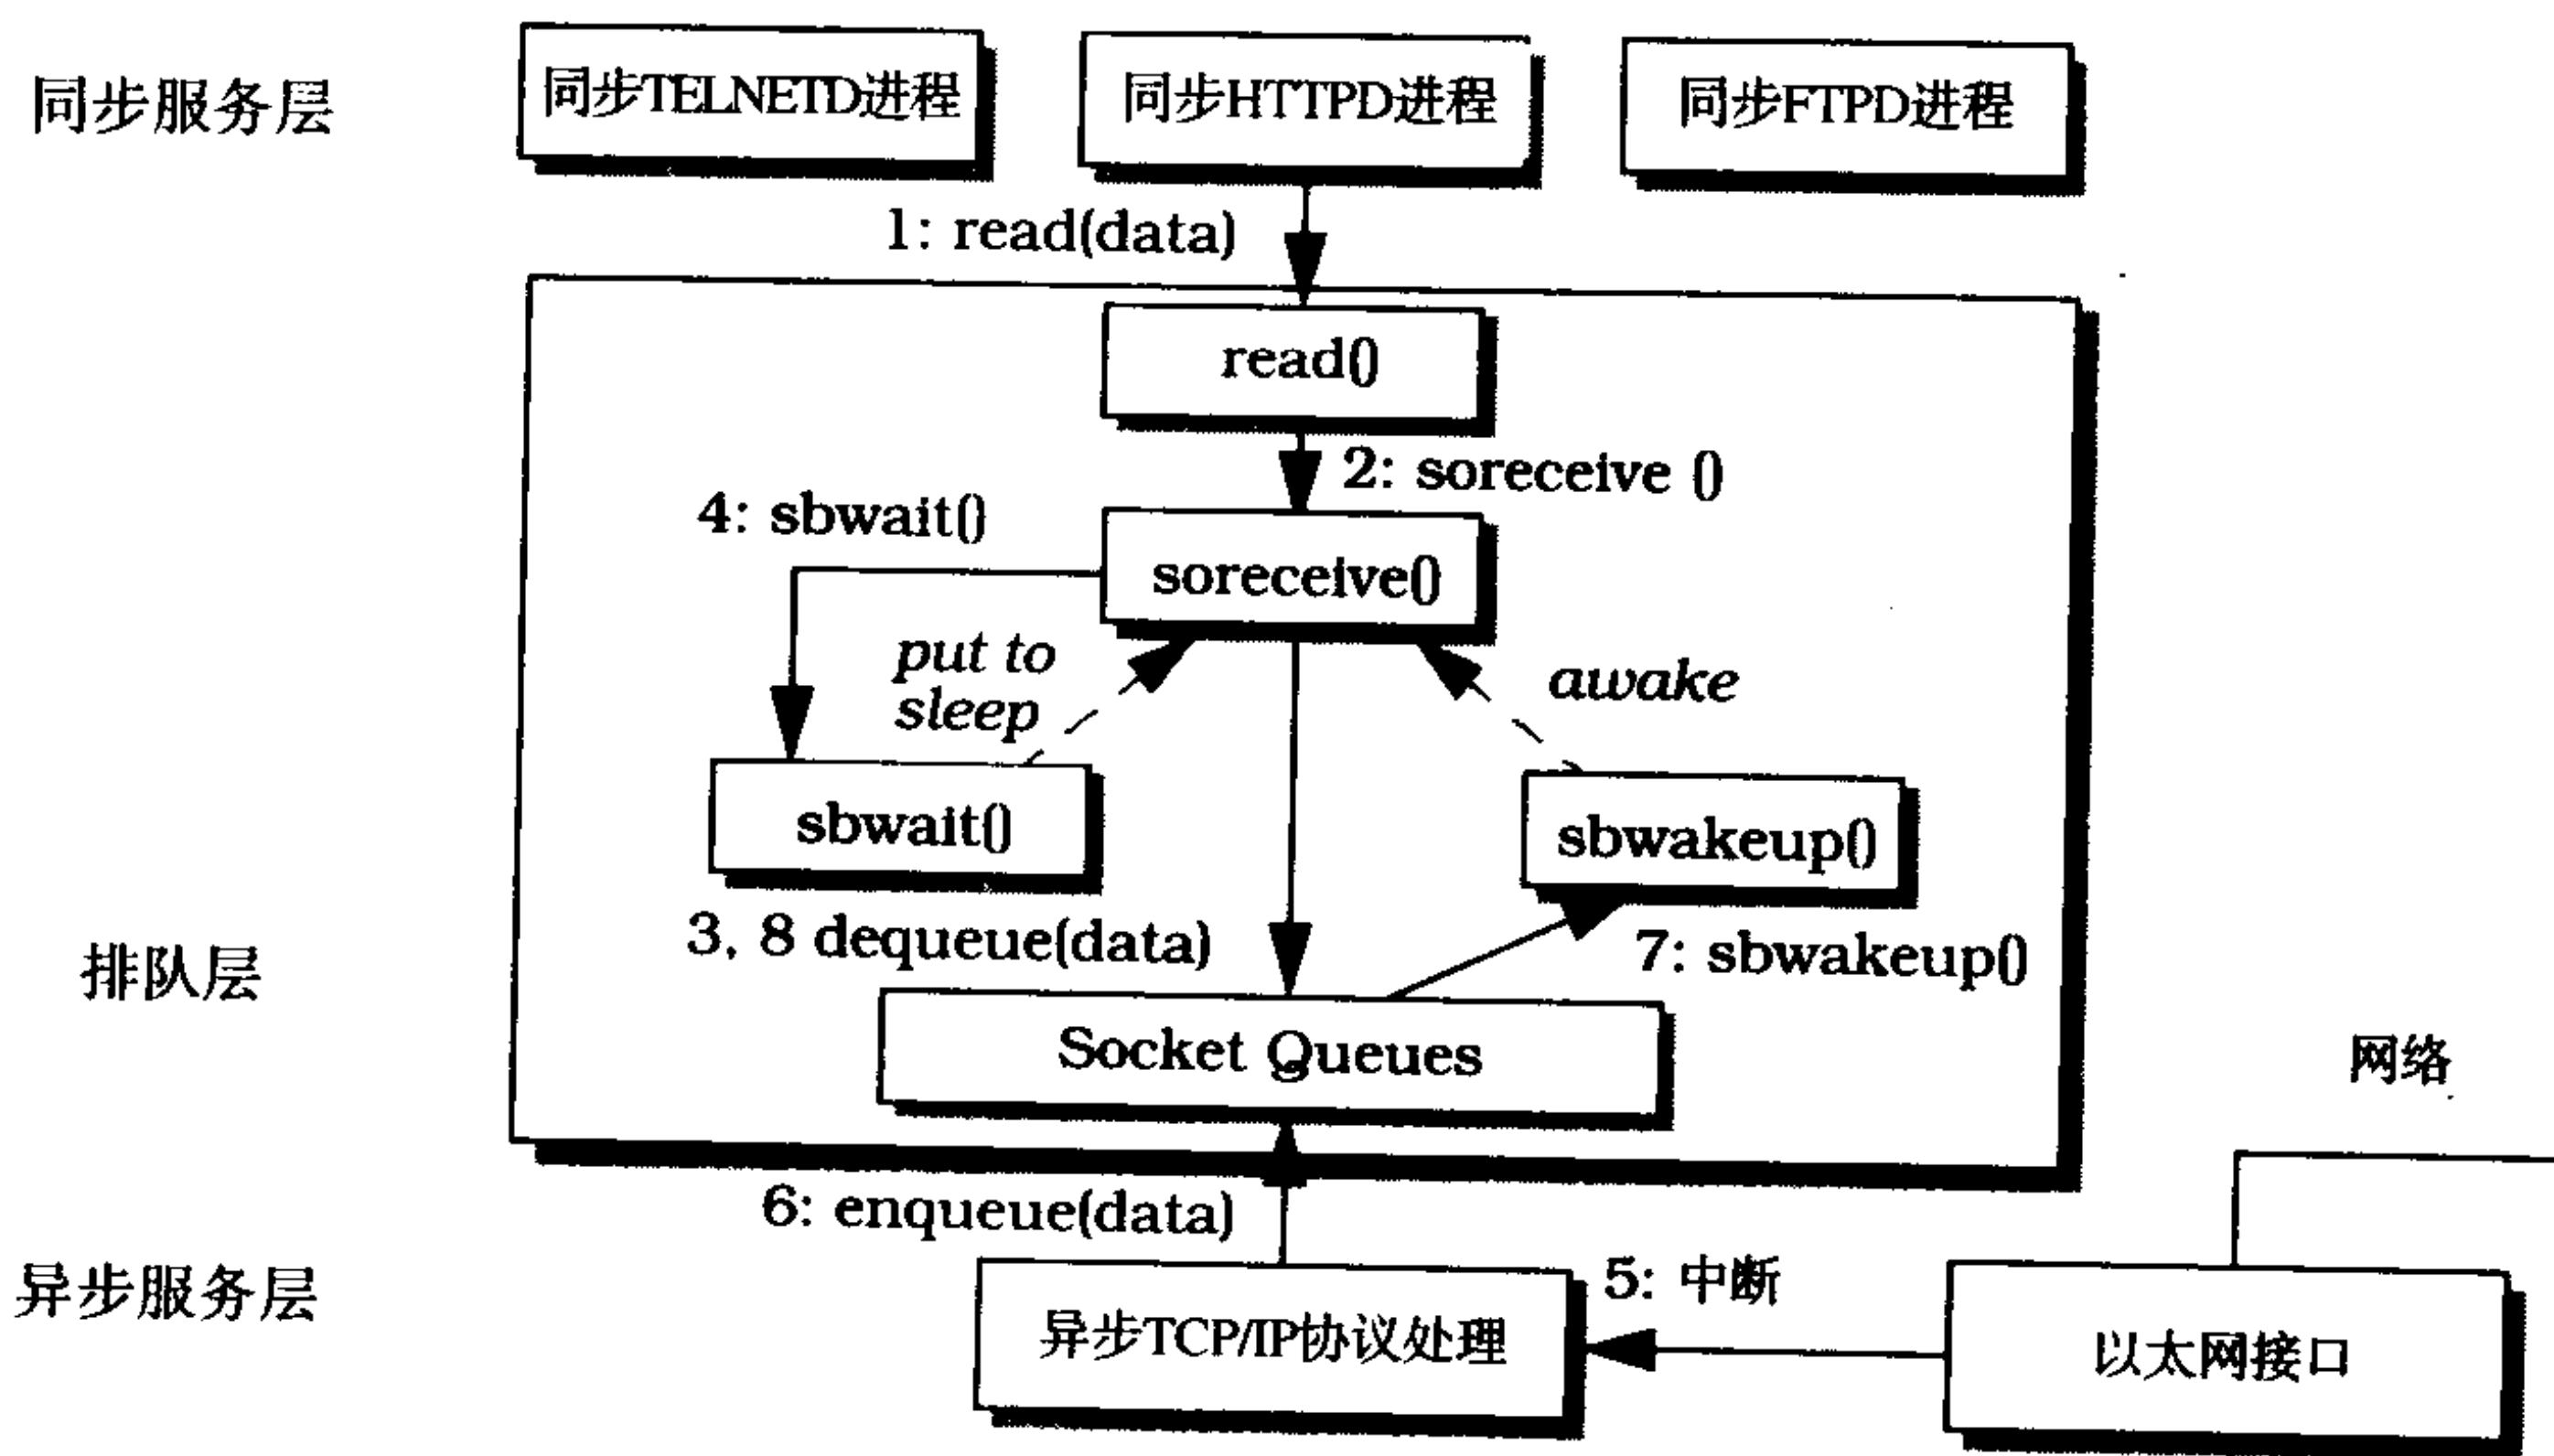 同步服务层
同步TELNETD进程
同步HTTPD进程
同步FTPD进程
1: read(data)
read()
2: soreceive ()
4: sbwait()
soreceive()
put to
sleep
awake
sbwait()
sbwakeup()
3, 8 dequeue(data)
7: sbwakeup()
排队层
Socket Queues
网络
6: enqueue(data)
异步服务层
5: 中断
异步TCP/IP协议处理
以太网接口